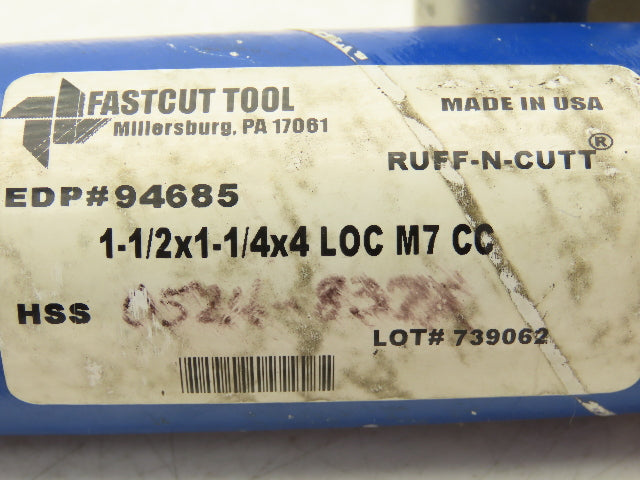 FASTCUT TOOL
Millersburg, PA 17061
MADE IN USA
RUFF-N-CUTT®
EDP#94685
1-1/2x1-1/4x4 LOC M7 CC
HSS
LOT# 739062